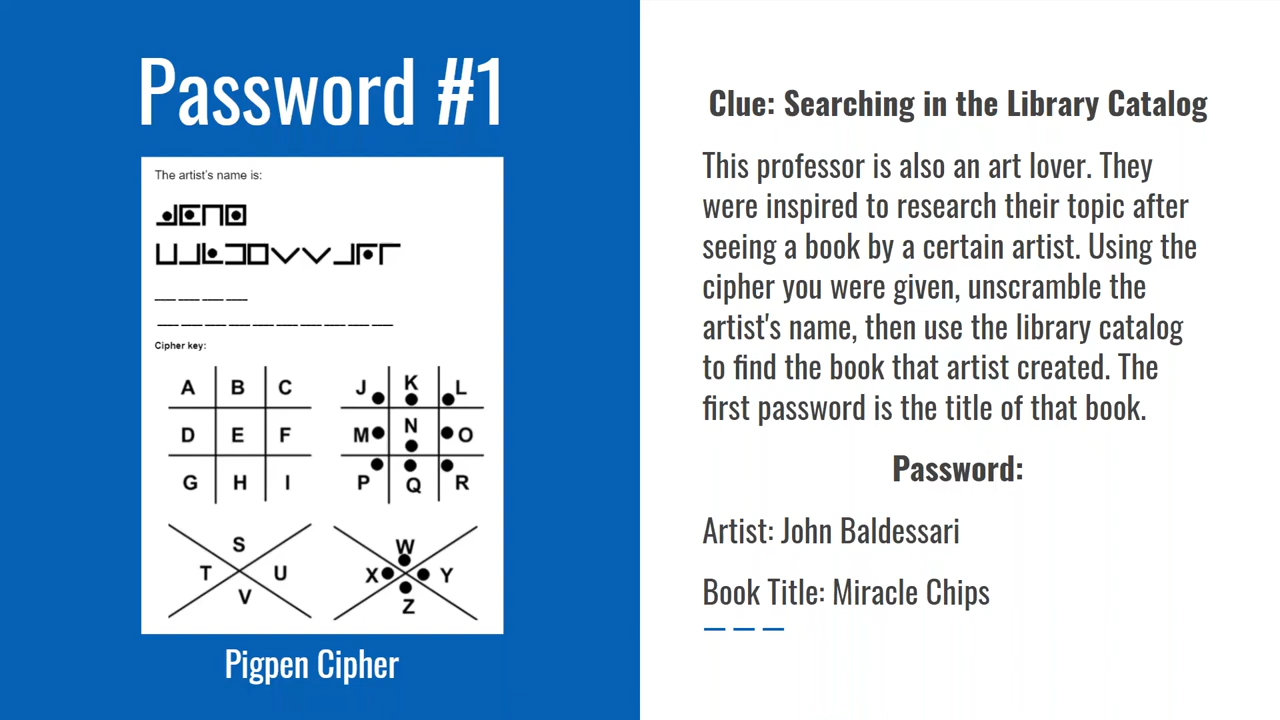 Password #1
The artist's name is:
Cipher key:
A B C
D E F
G H I
J K L
M N O
P Q R
S
T U
V
W
X Y
Z
Pigpen Cipher
Clue: Searching in the Library Catalog
This professor is also an art lover. They
were inspired to research their topic after
seeing a book by a certain artist. Using the
cipher you were given, unscramble the
artist's name, then use the library catalog
to find the book that artist created. The
first password is the title of that book.
Password:
Artist: John Baldessari
Book Title: Miracle Chips